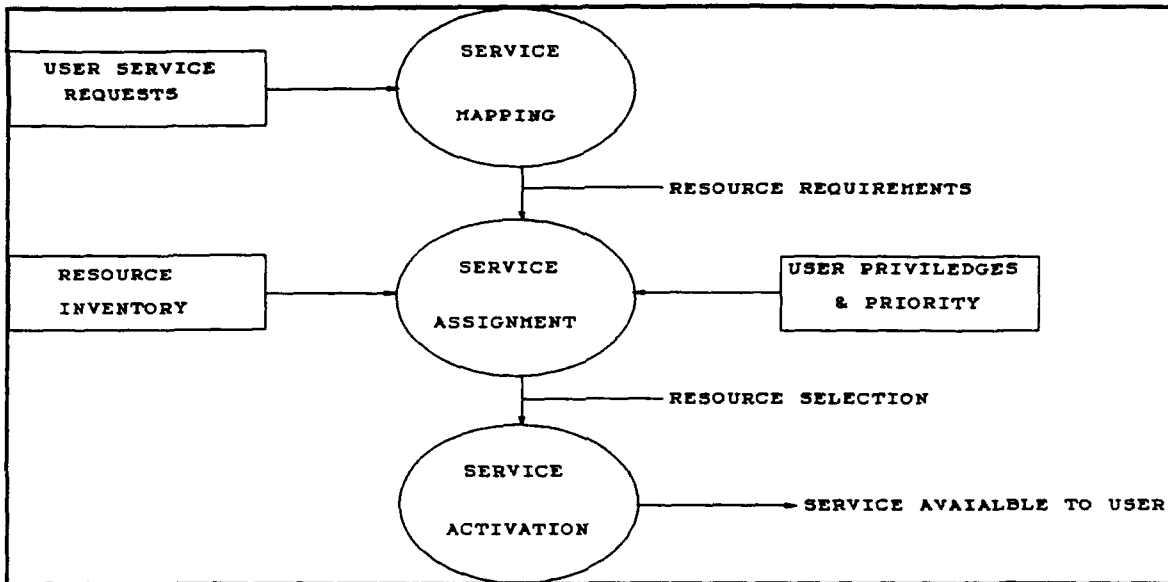 SERVICE
MAPPING
USER SERVICE
REQUESTS
RESOURCE REQUIREMENTS
SERVICE
ASSIGNMENT
RESOURCE
INVENTORY
USER PRIVILEDGES
& PRIORITY
RESOURCE SELECTION
SERVICE
ACTIVATION
SERVICE AVAIALBLE TO USER